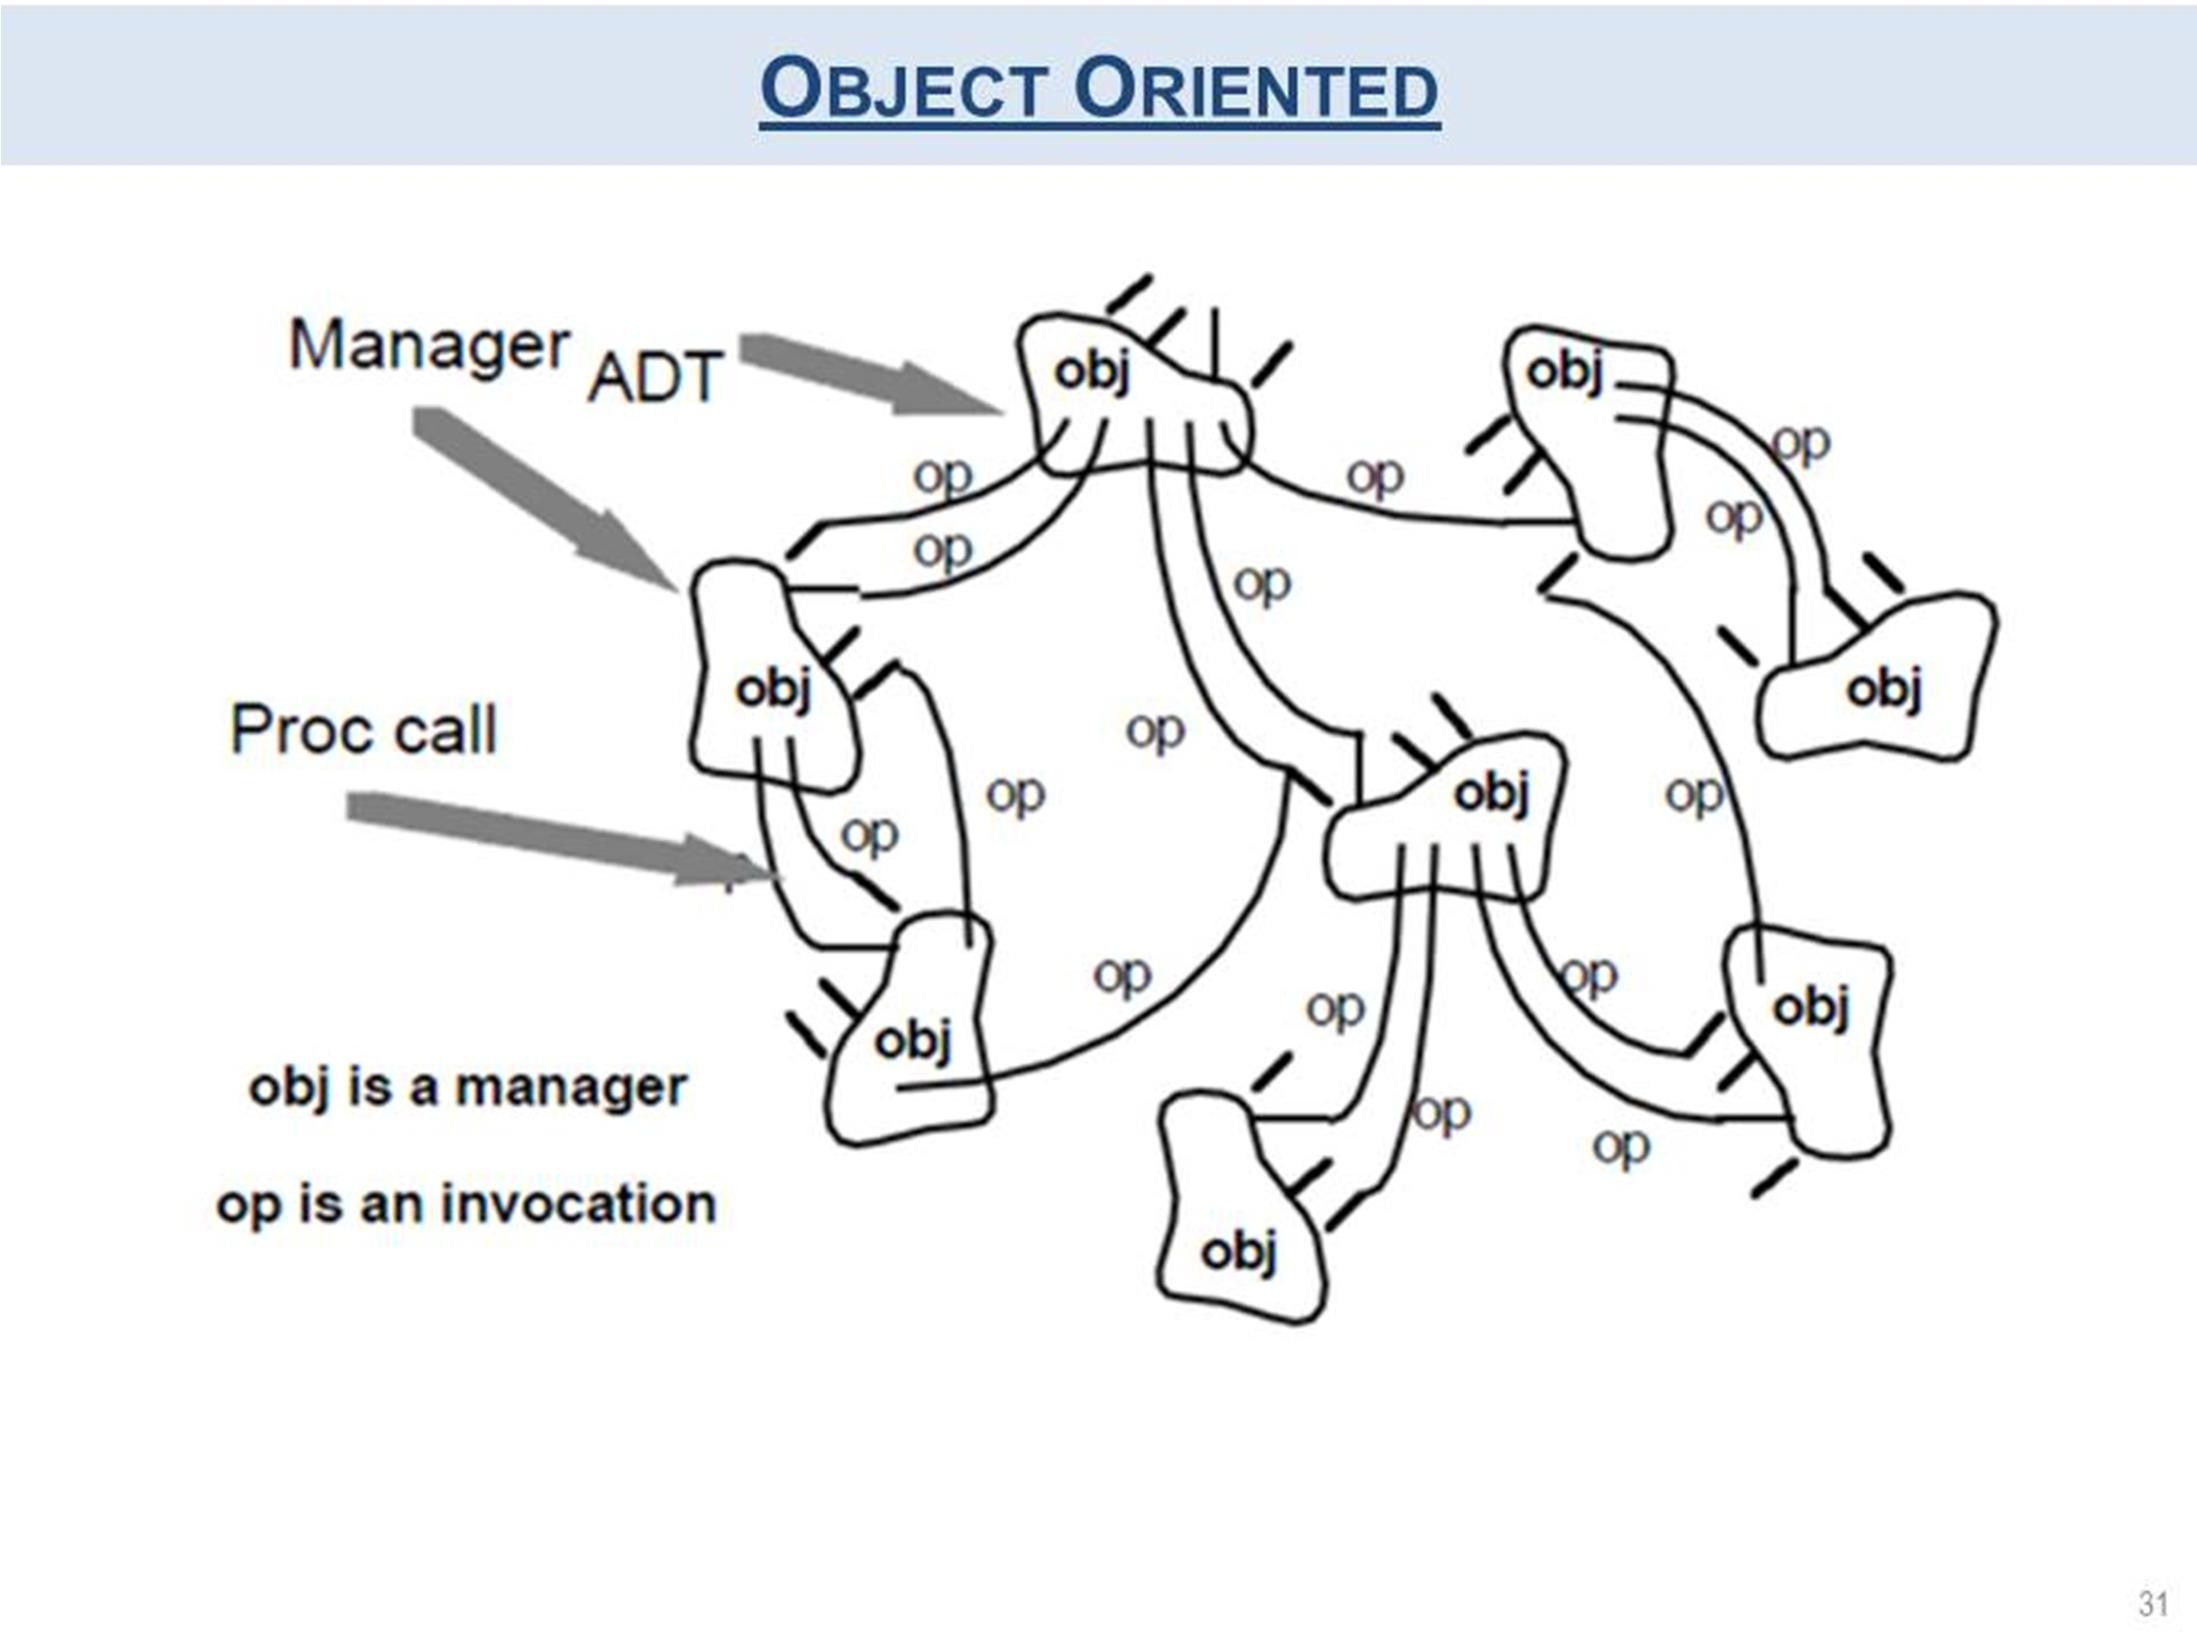 OBJECT ORIENTED
Manager
ADT
obj
obj
op
op
op
op
op
op
op
obj
obj
Proc call
op
op
obj
op
op
op
op
op
obj
obj
obj is a manager
op
op
op is an invocation
obj
31